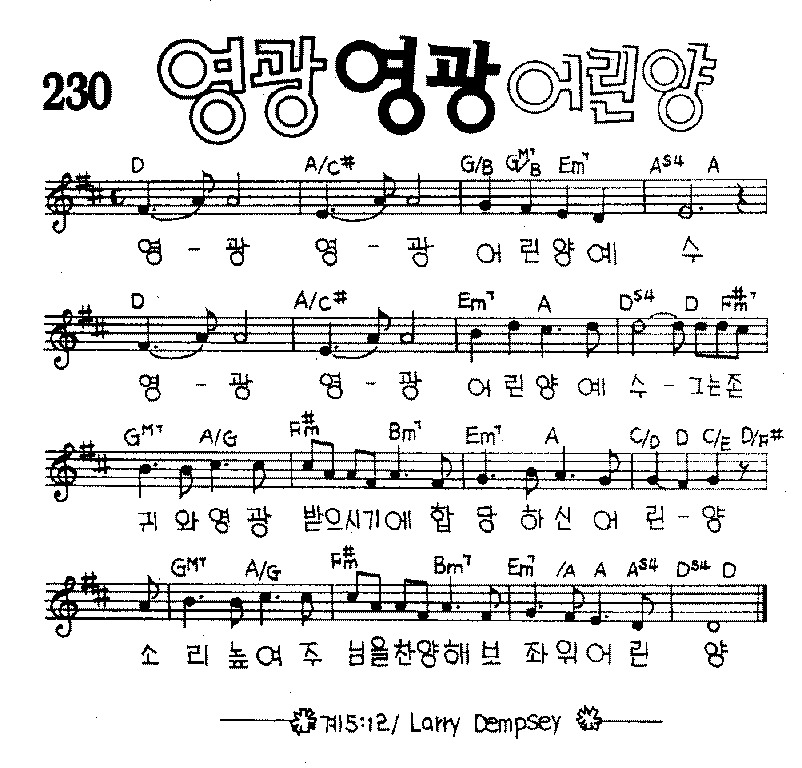 230 영광 영광 어린양
D A/C# G/B GM7/B Em7 AS4 A
영 - 광 영 - 광 어 린 양 예 수
D A/C# Em7 A DS4 D F#m7
영 - 광 영 - 광 어 린 양 예 수 - 그는존
GM7 A/G F#m Bm7 Em7 A C/D D C/E D/F#
귀 와 영 광 받으시기에 합 당 하 신 어 린 - 양
GM7 A/G F#m Bm7 Em7 /A A AS4 DS4 D
소 리 높 여 주 님을찬양해 보 좌 위 어 린 양
계5:12/ Larry Dempsey